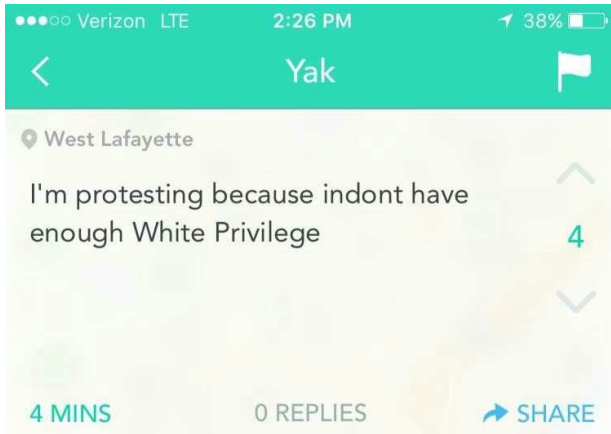 Verizon LTE 2:26 PM 38%
Yak
West Lafayette
I'm protesting because indont have
enough White Privilege
4
4 MINS 0 REPLIES SHARE